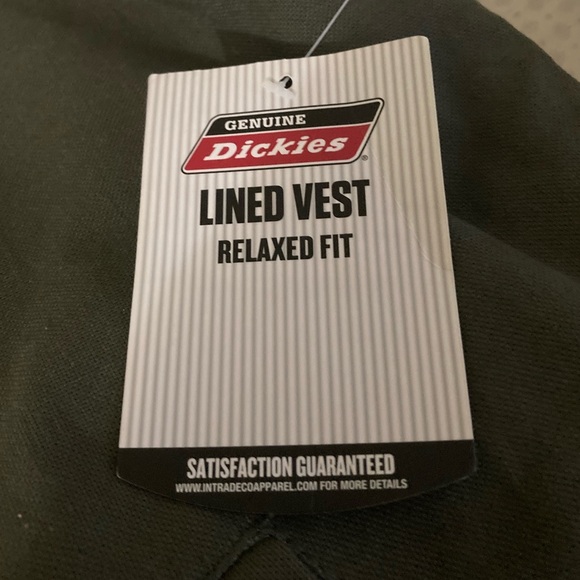 GENUINE
Dickies®
LINED VEST
RELAXED FIT
SATISFACTION GUARANTEED
WWW.INTRADECOAPPAREL.COM FOR MORE DETAILS